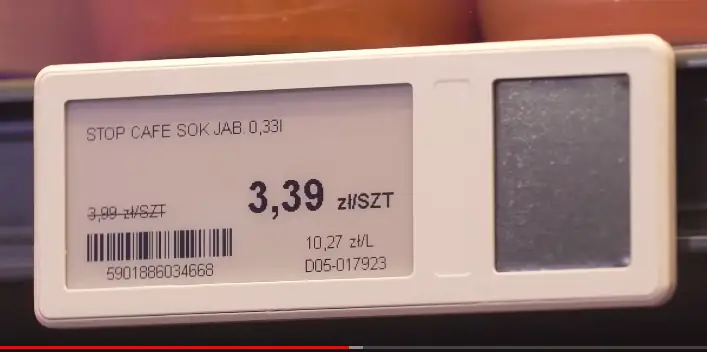 STOP CAFE SOK JAB. 0,33l
3,99 zł/SZT
3,39 zł/SZT
5901886034668
10,27 zł/L
D05-017923